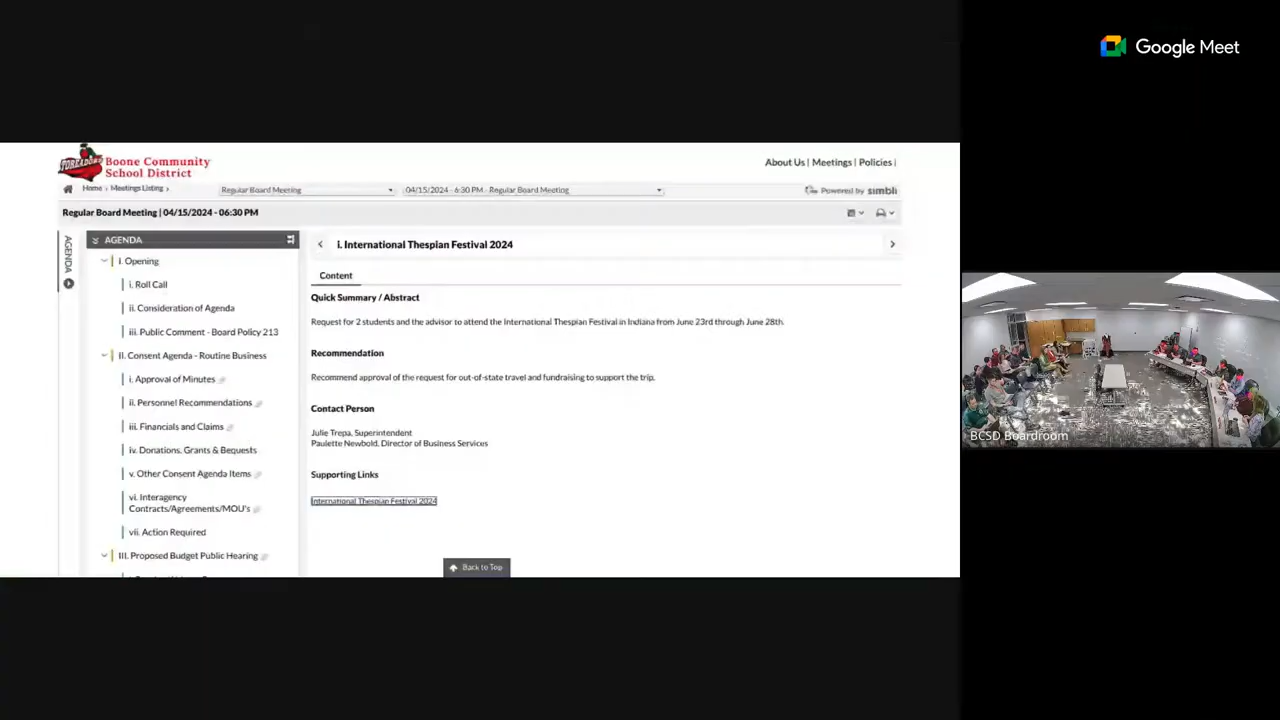 Google Meet
TOREADORS
Boone Community
School District
About Us | Meetings | Policies |
Home › Meetings Listing ›
Regular Board Meeting
04/15/2024 - 6:30 PM - Regular Board Meeting
Powered by simbli
Regular Board Meeting | 04/15/2024 - 06:30 PM
AGENDA
AGENDA
I. Opening
i. Roll Call
ii. Consideration of Agenda
iii. Public Comment - Board Policy 213
II. Consent Agenda - Routine Business
i. Approval of Minutes
ii. Personnel Recommendations
iii. Financials and Claims
iv. Donations, Grants & Bequests
v. Other Consent Agenda Items
vi. Interagency
Contracts/Agreements/MOU's
vii. Action Required
III. Proposed Budget Public Hearing
i. International Thespian Festival 2024
Content
Quick Summary / Abstract
Request for 2 students and the advisor to attend the International Thespian Festival in Indiana from June 23rd through June 28th.
Recommendation
Recommend approval of the request for out-of-state travel and fundraising to support the trip.
Contact Person
Julie Trepa, Superintendent
Paulette Newbold, Director of Business Services
Supporting Links
International Thespian Festival 2024
Back to Top
BCSD Boardroom